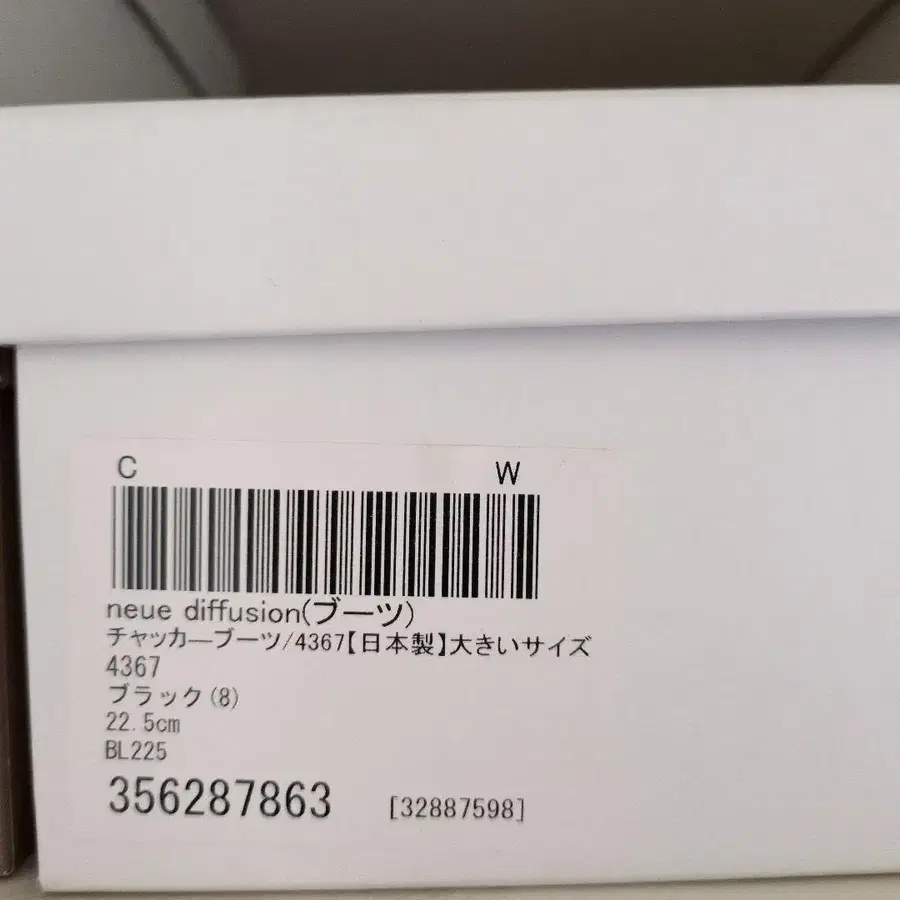 C W
neue diffusion(ブーツ)
チャッカーブーツ/4367【日本製】大きいサイズ
4367
ブラック(8)
22.5cm
BL225
356287863 [32887598]